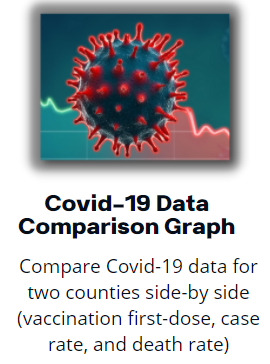 Covid-19 Data
Comparison Graph
Compare Covid-19 data for
two counties side-by side
(vaccination first-dose, case
rate, and death rate)